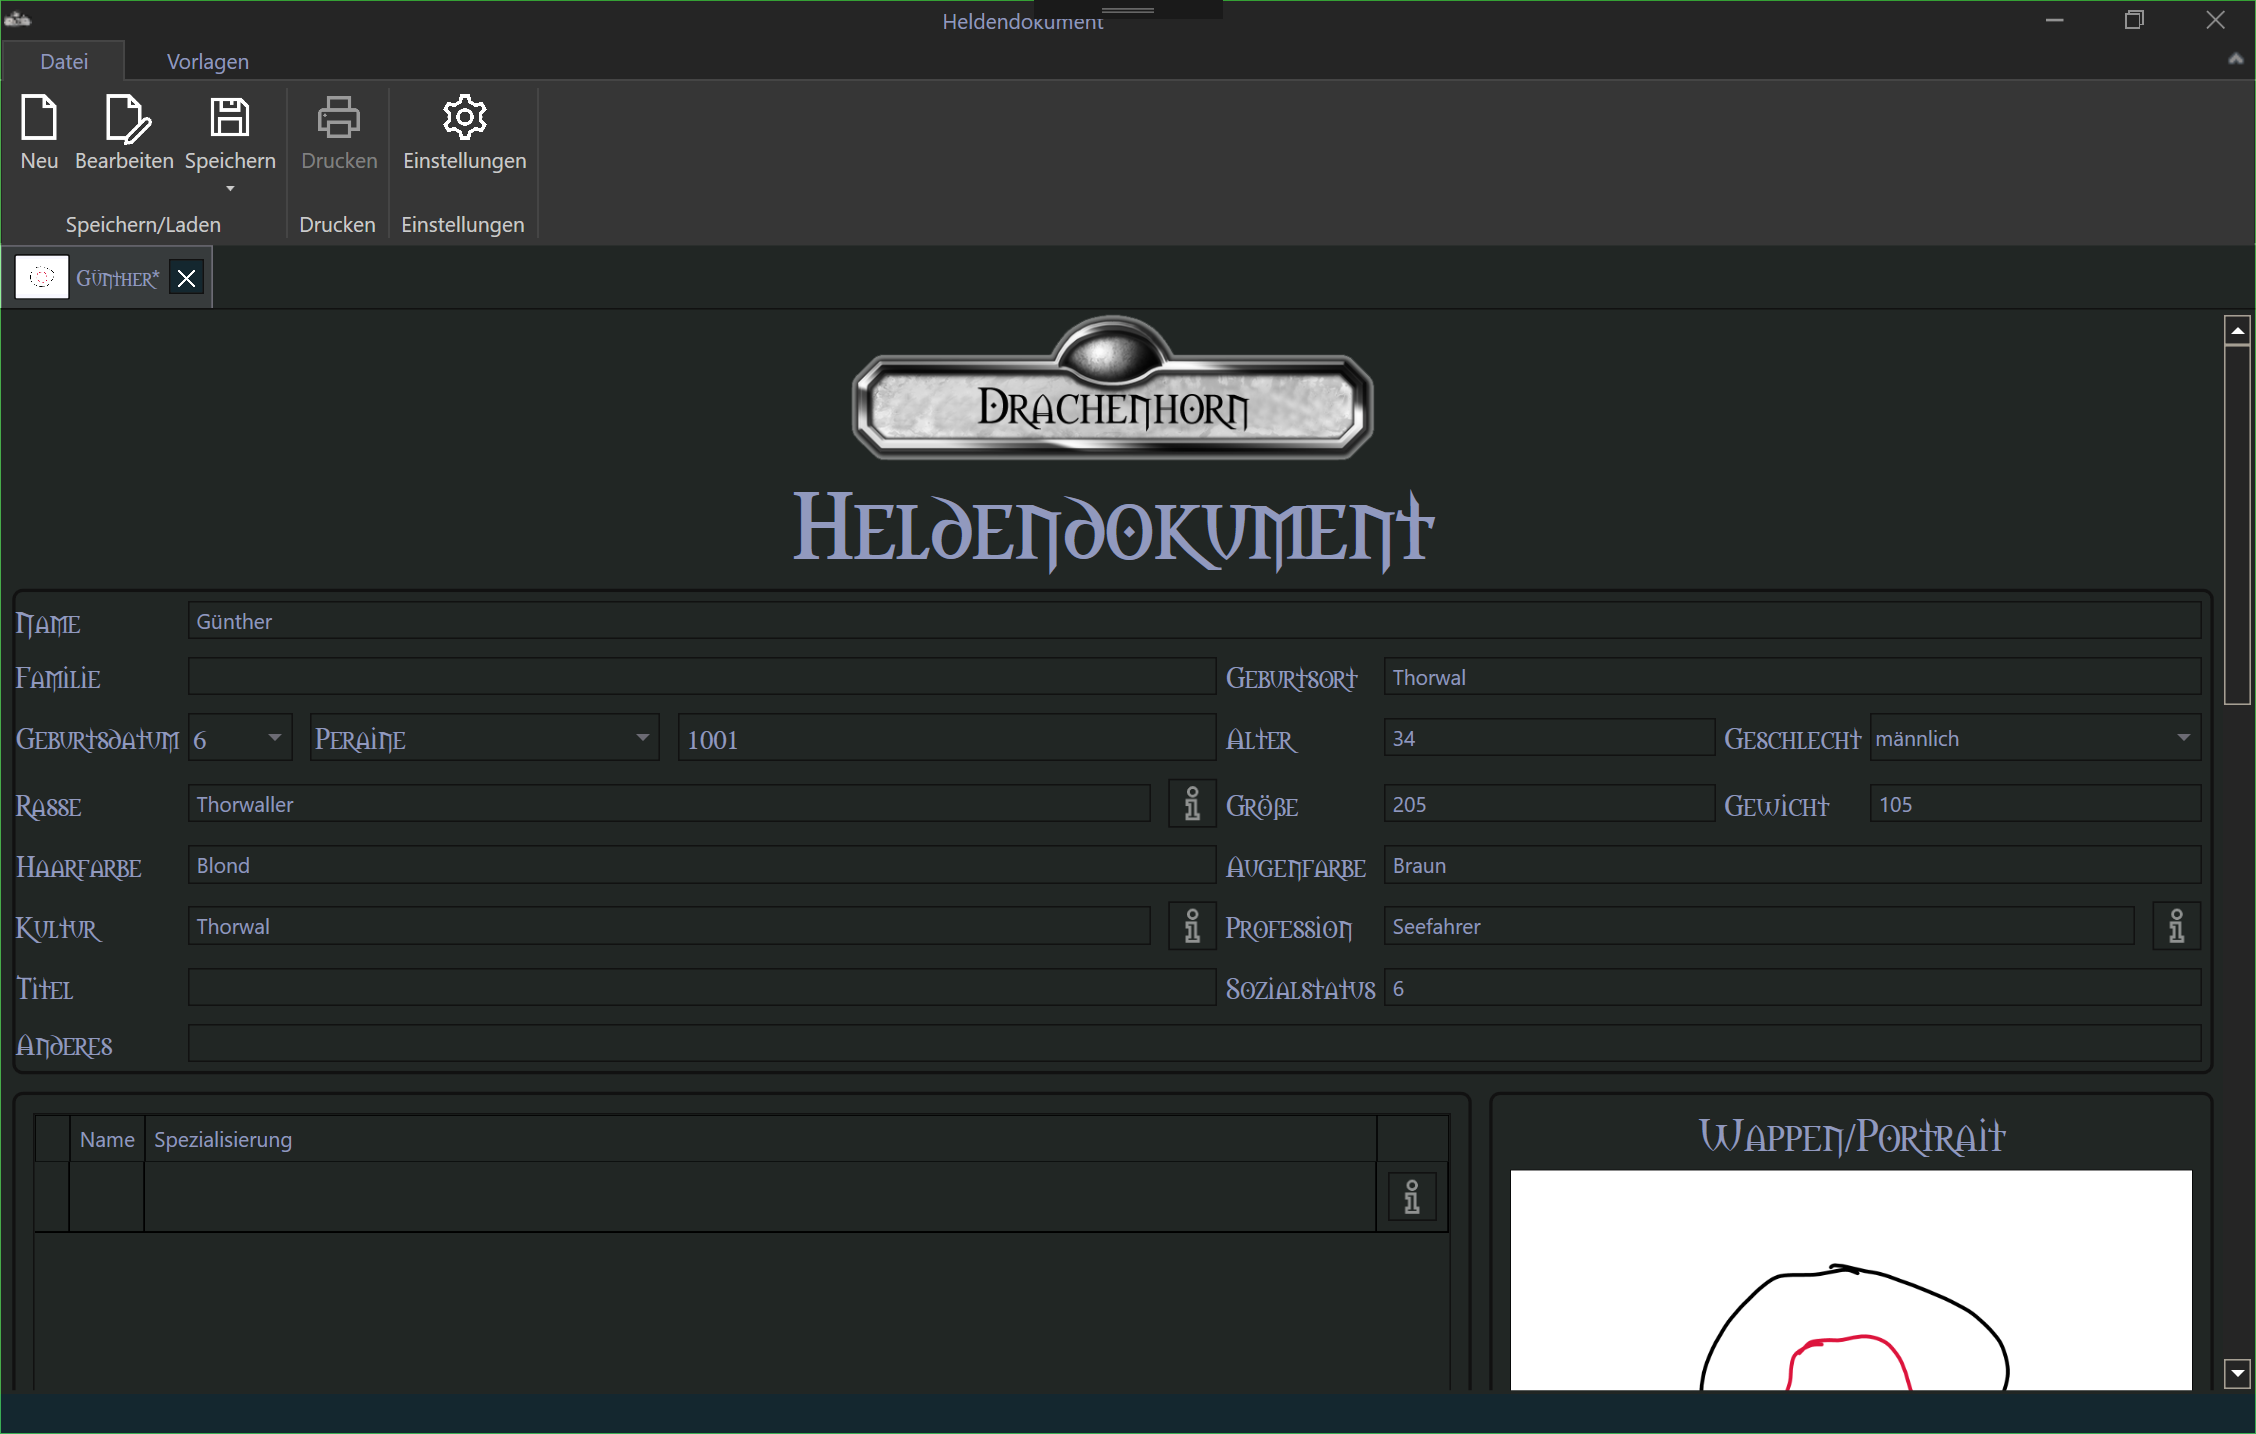 Heldendokument
Datei Vorlagen
Neu Bearbeiten Speichern Drucken Einstellungen
Speichern/Laden Drucken Einstellungen
Günther*
Drachenhorn
Heldendokument
Name Günther
Familie Geburtsort Thorwal
Geburtsdatum 6 Peraine 1001 Alter 34 Geschlecht männlich
Rasse Thorwaller Größe 205 Gewicht 105
Haarfarbe Blond Augenfarbe Braun
Kultur Thorwal Profession Seefahrer
Titel Sozialstatus 6
Anderes
Name Spezialisierung
Wappen/Portrait